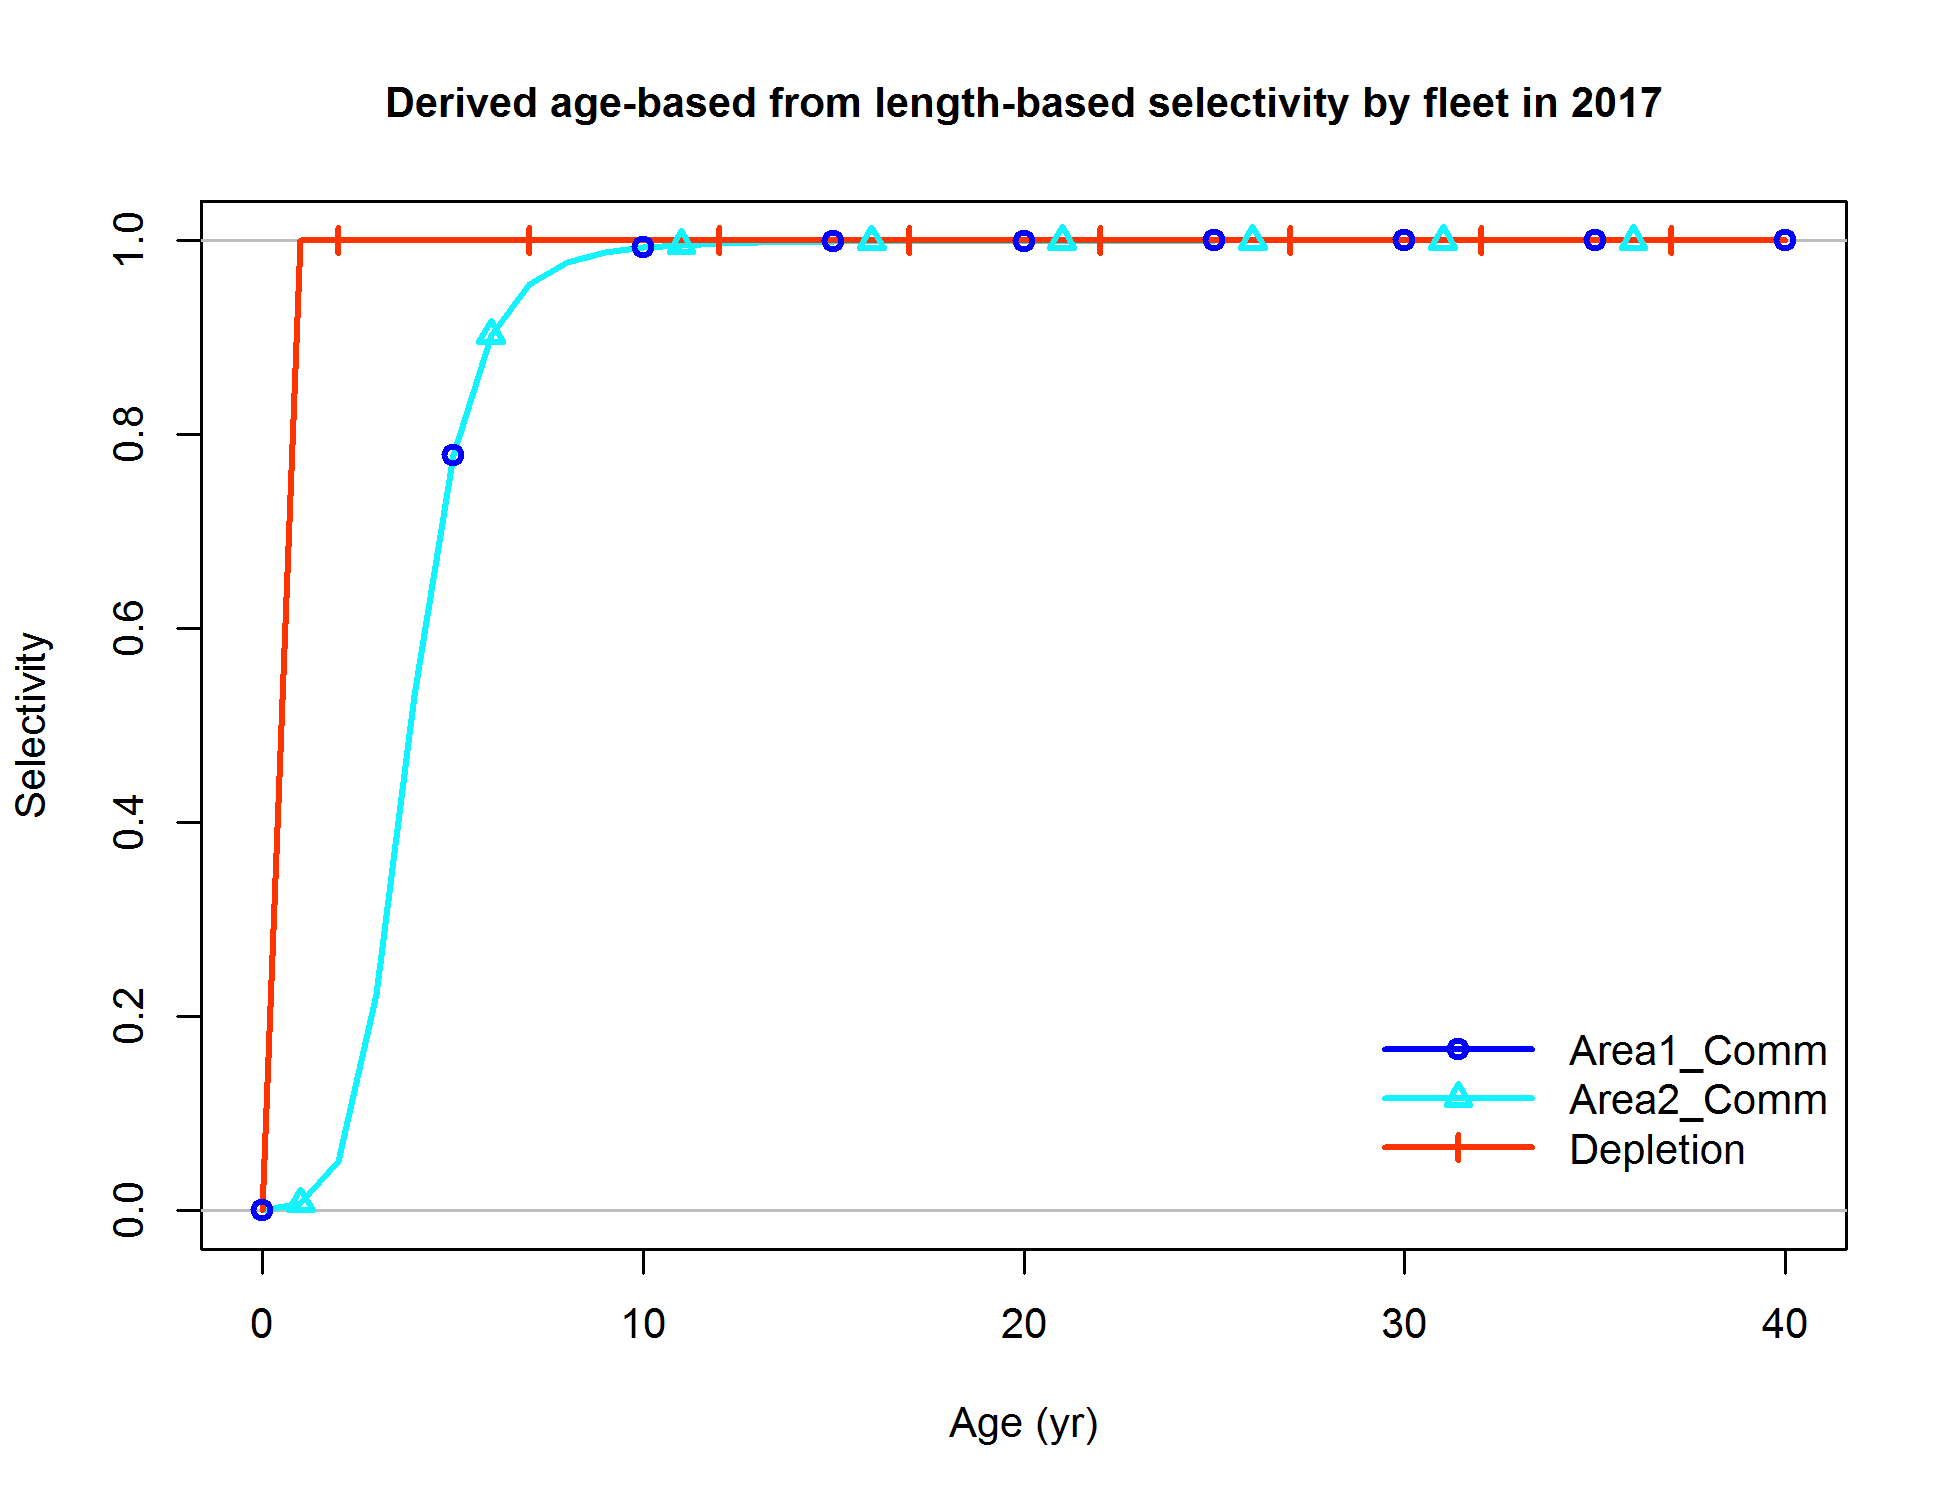 Derived age-based from length-based selectivity by fleet in 2017
Selectivity
1.0
0.8
0.6
0.4
0.2
0.0
Area1_Comm
Area2_Comm
Depletion
0 10 20 30 40
Age (yr)